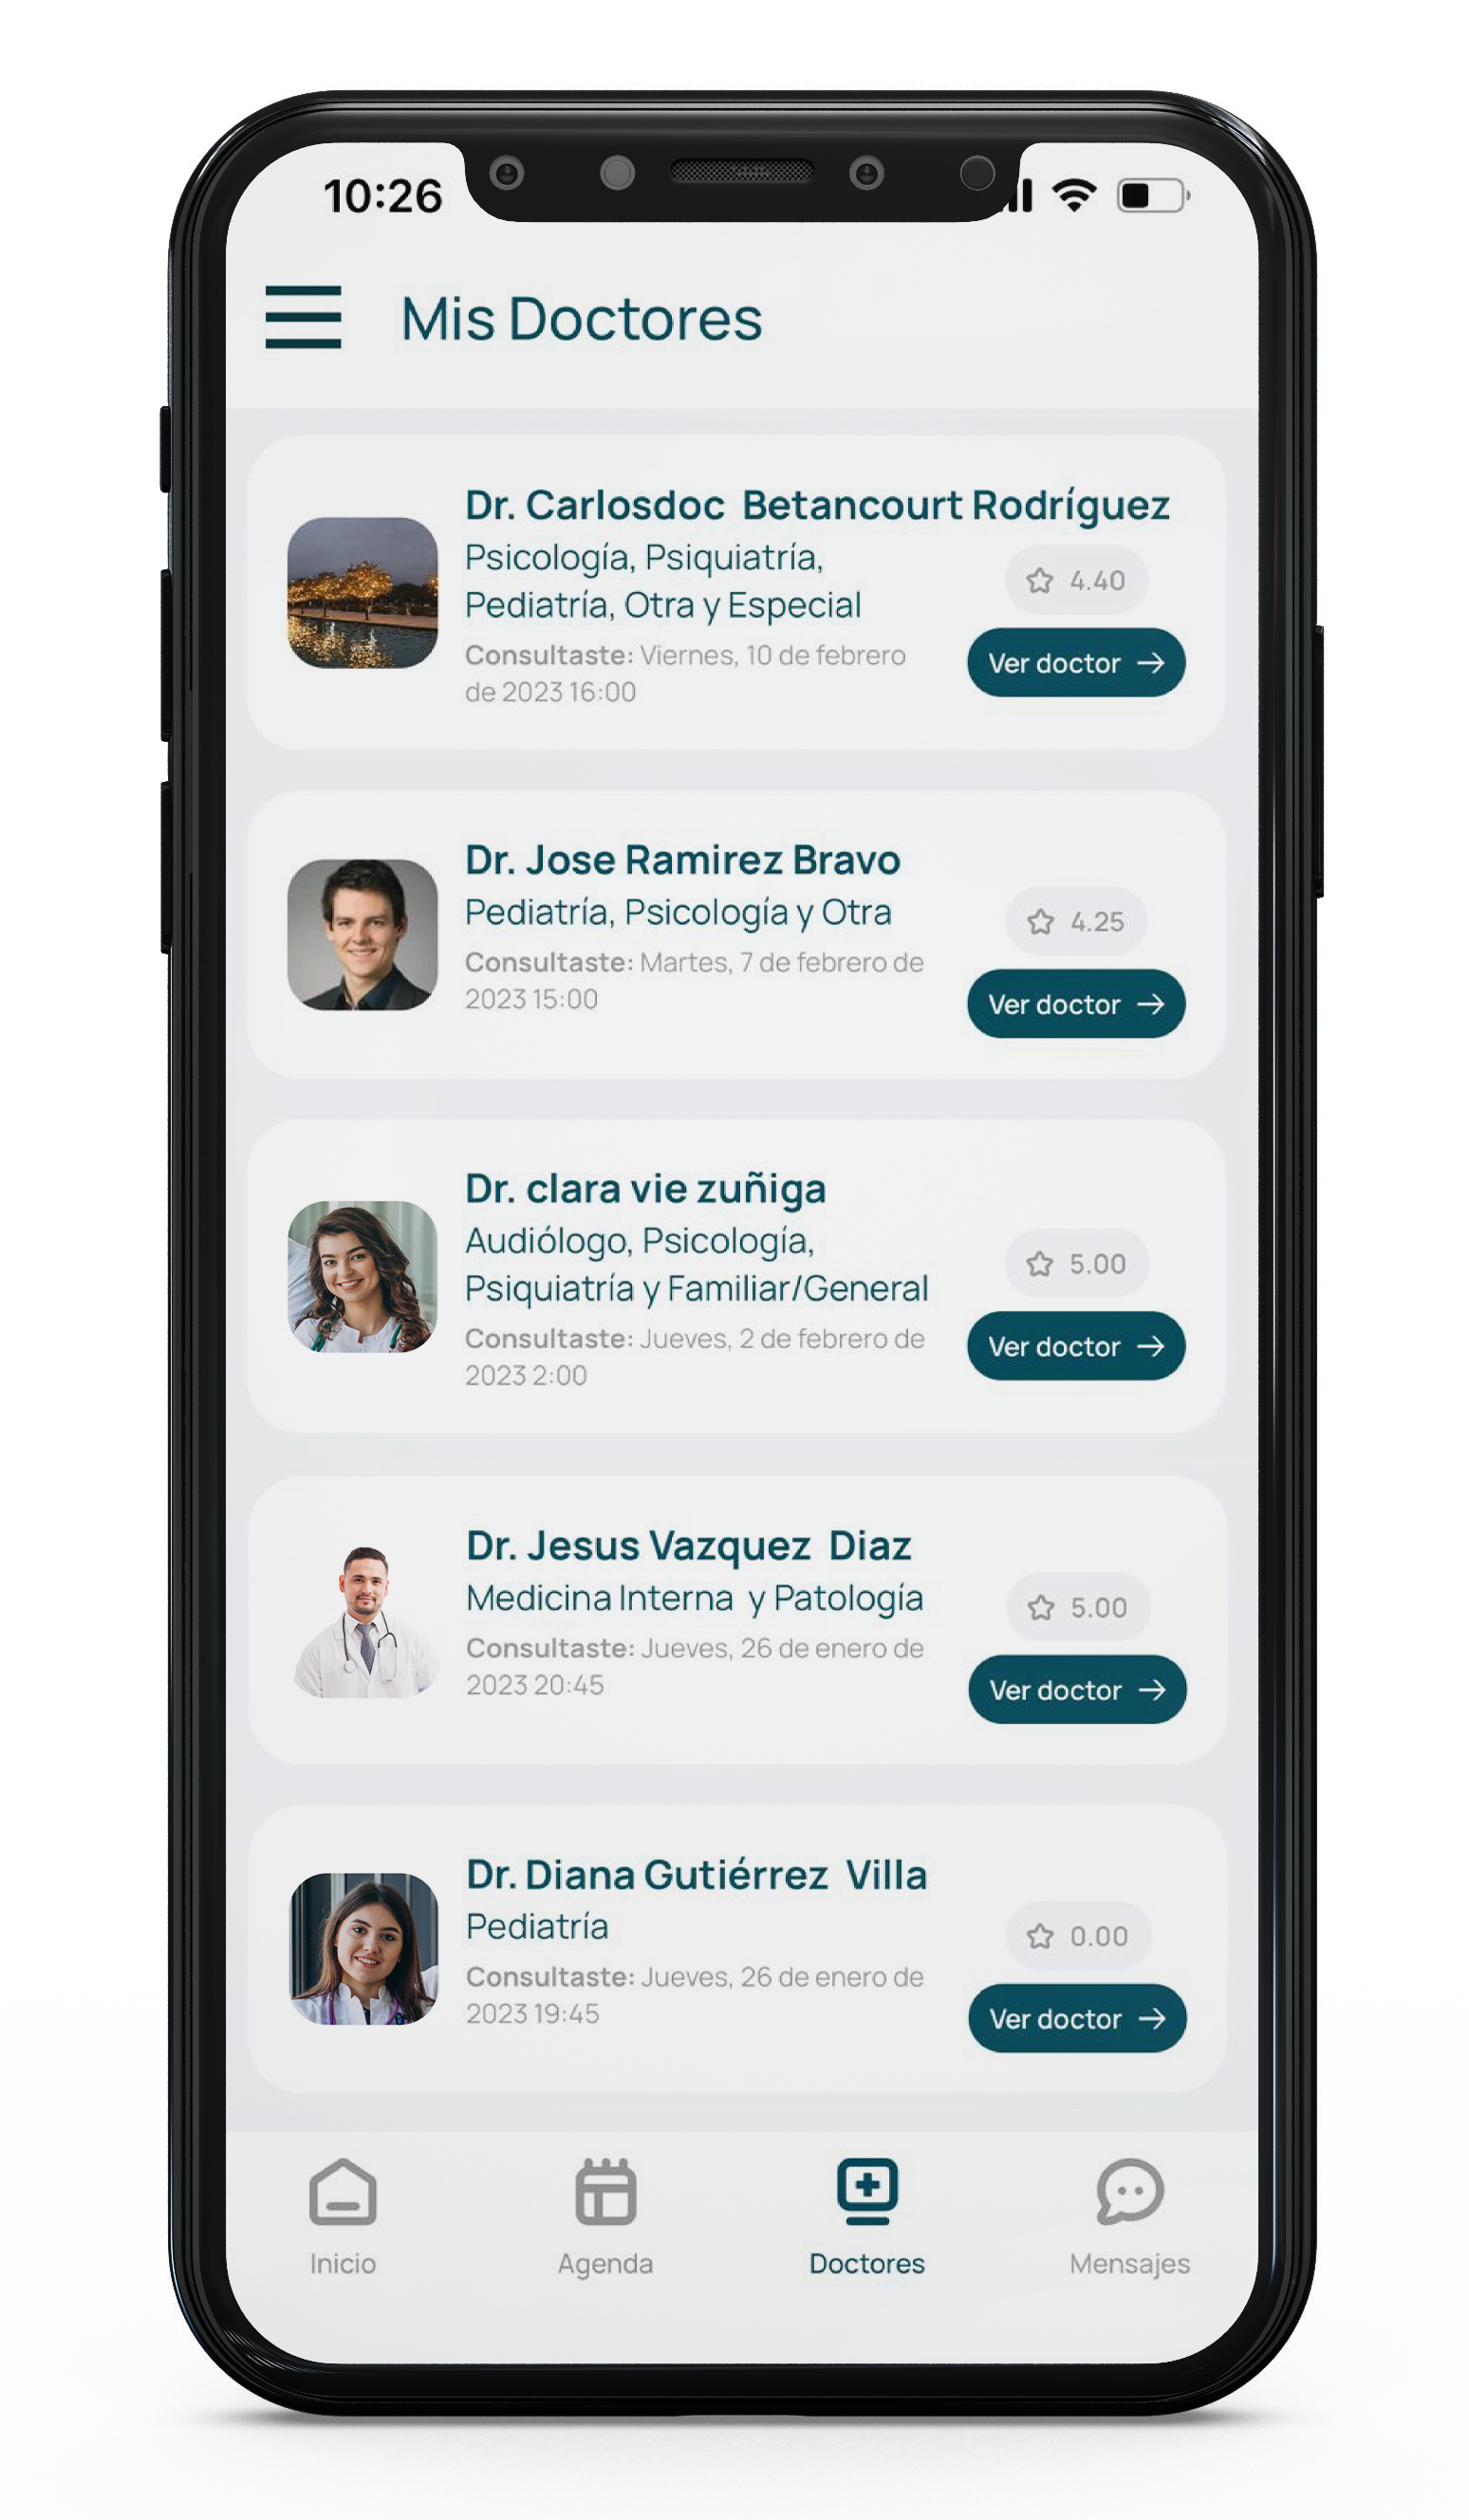 10:26
Mis Doctores
Dr. Carlosdoc  Betancourt Rodríguez
Psicología, Psiquiatría,
Pediatría, Otra y Especial
4.40
Consultaste: Viernes, 10 de febrero
de 2023 16:00
Ver doctor →
Dr. Jose Ramirez Bravo
Pediatría, Psicología y Otra
4.25
Consultaste: Martes, 7 de febrero de
2023 15:00
Ver doctor →
Dr. clara vie zuñiga
Audiólogo, Psicología,
Psiquiatría y Familiar/General
5.00
Consultaste: Jueves, 2 de febrero de
2023 2:00
Ver doctor →
Dr. Jesus Vazquez  Diaz
Medicina Interna  y Patología
5.00
Consultaste: Jueves, 26 de enero de
2023 20:45
Ver doctor →
Dr. Diana Gutiérrez  Villa
Pediatría
0.00
Consultaste: Jueves, 26 de enero de
2023 19:45
Ver doctor →
Inicio
Agenda
Doctores
Mensajes